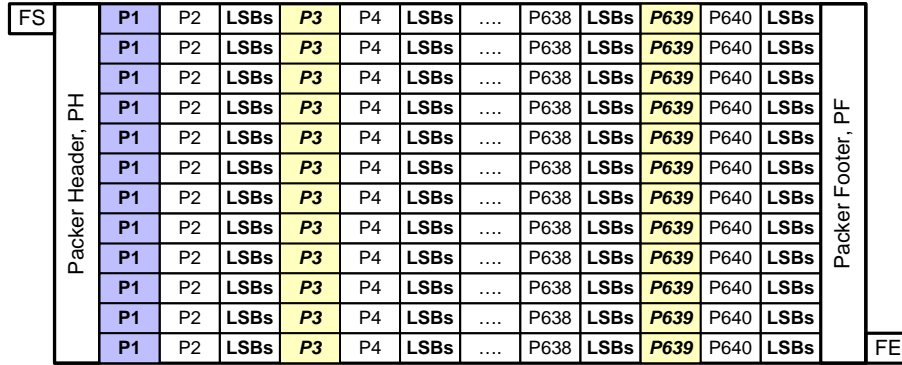 FS P1 P2 LSBs P3 P4 LSBs .... P638 LSBs P639 P640 LSBs
P1 P2 LSBs P3 P4 LSBs .... P638 LSBs P639 P640 LSBs
P1 P2 LSBs P3 P4 LSBs .... P638 LSBs P639 P640 LSBs
P1 P2 LSBs P3 P4 LSBs .... P638 LSBs P639 P640 LSBs
P1 P2 LSBs P3 P4 LSBs .... P638 LSBs P639 P640 LSBs
P1 P2 LSBs P3 P4 LSBs .... P638 LSBs P639 P640 LSBs
P1 P2 LSBs P3 P4 LSBs .... P638 LSBs P639 P640 LSBs
P1 P2 LSBs P3 P4 LSBs .... P638 LSBs P639 P640 LSBs
P1 P2 LSBs P3 P4 LSBs .... P638 LSBs P639 P640 LSBs
P1 P2 LSBs P3 P4 LSBs .... P638 LSBs P639 P640 LSBs
P1 P2 LSBs P3 P4 LSBs .... P638 LSBs P639 P640 LSBs
P1 P2 LSBs P3 P4 LSBs .... P638 LSBs P639 P640 LSBs FE
Packer Header, PH
Packer Footer, PF